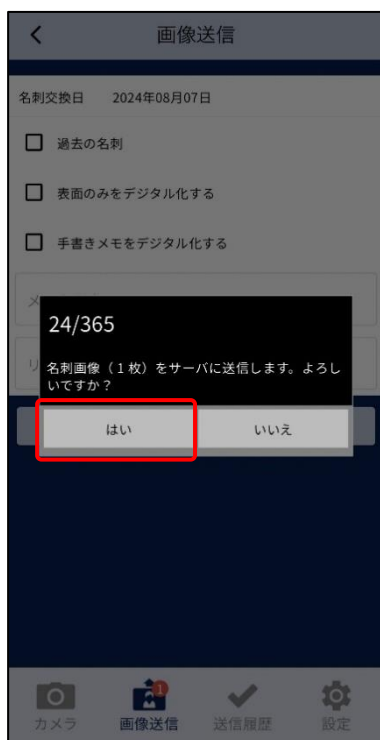 画像送信
名刺交換日 2024年08月07日
過去の名刺
表面のみをデジタル化する
手書きメモをデジタル化する
メ
24/365
リ
名刺画像（1枚）をサーバに送信します。よろし
いですか？
はい いいえ
1
カメラ 画像送信 送信履歴 設定